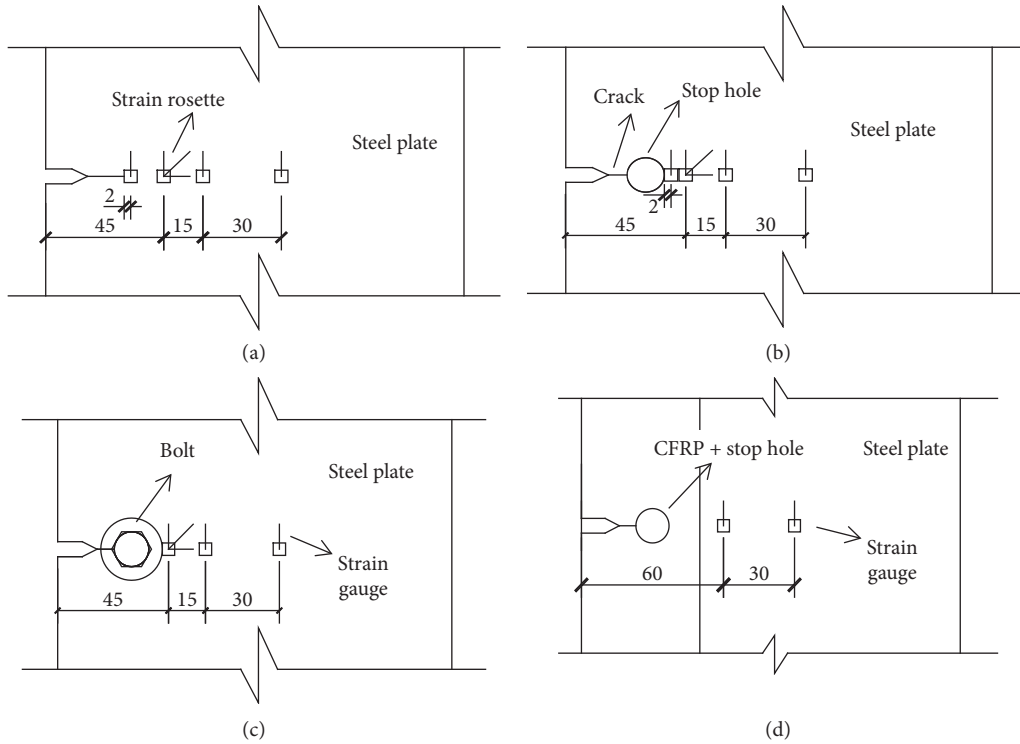 Strain rosette
Steel plate
2
45
15
30
(a)
Crack
Stop hole
Steel plate
2
45
15
30
(b)
Bolt
Steel plate
Strain
gauge
45
15
30
(c)
CFRP + stop hole
Steel plate
Strain
gauge
60
30
(d)